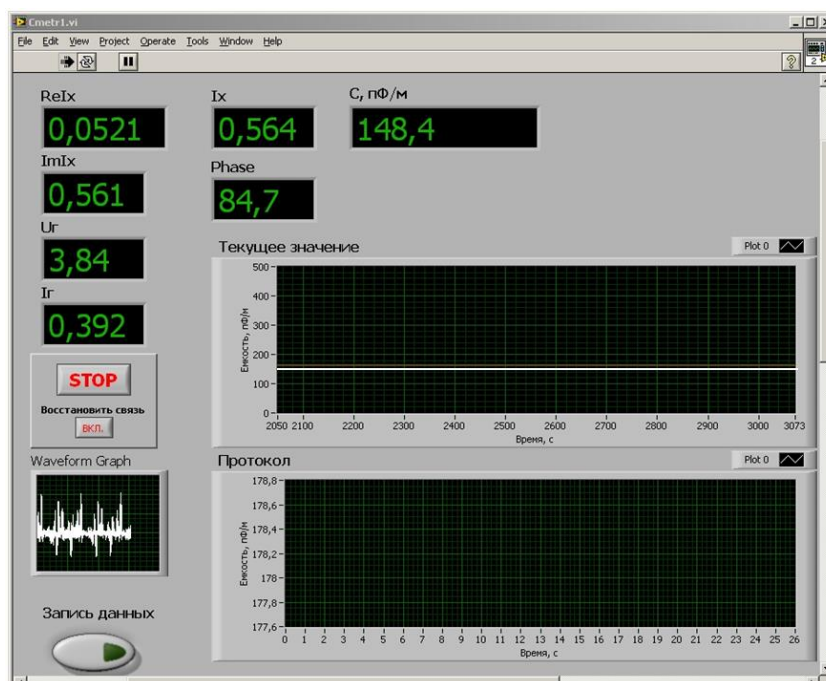 Cmetr1.vi
File Edit View Project Operate Tools Window Help
2
ReIx
0,0521
Ix
0,564
С, пФ/м
148,4
ImIx
0,561
Phase
84,7
Uг
3,84
Iг
0,392
STOP
Восстановить связь
ВКЛ.
Текущее значение
Plot 0
Емкость, пФ/м
500
400
300
200
100
0
2050 2100 2200 2300 2400 2500 2600 2700 2800 2900 3000 3073
Время, с
Waveform Graph
Протокол
Plot 0
Емкость, пФ/м
178,8
178,6
178,4
178,2
178
177,8
177,6
0 1 2 3 4 5 6 7 8 9 10 11 12 13 14 15 16 17 18 19 20 21 22 23 24 25 26
Время, с
Запись данных